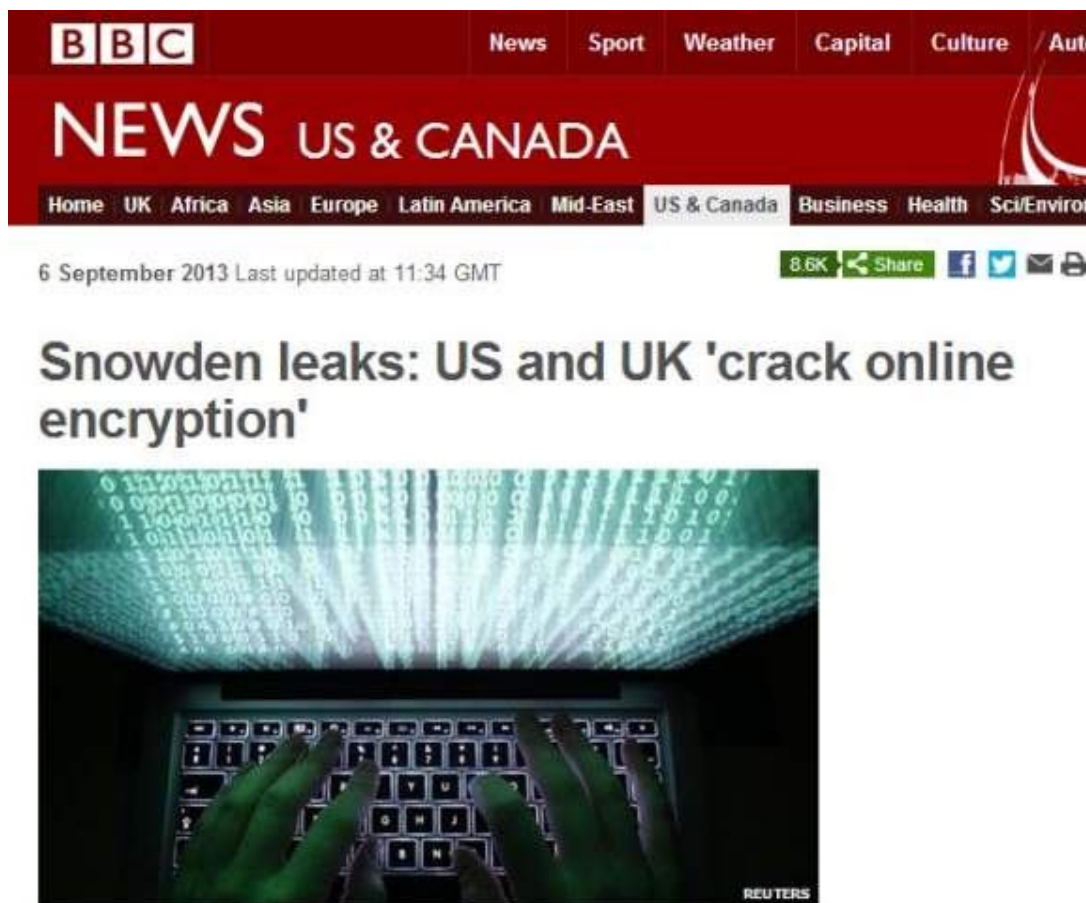 BBC News Sport Weather Capital Culture
NEWS US & CANADA
Home UK Africa Asia Europe Latin America Mid-East US & Canada Business Health
6 September 2013 Last updated at 11:34 GMT 8.6K Share
Snowden leaks: US and UK 'crack online
encryption'
REUTERS